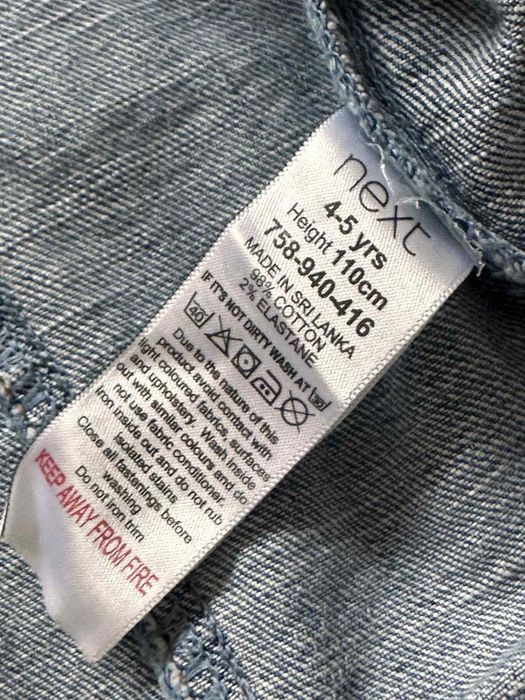 next
4-5 yrs
Height 110cm
758-940-416
MADE IN SRI LANKA
98% COTTON
2% ELASTANE
IF IT'S NOT DIRTY WASH AT 30
40
Due to the nature of this
product avoid contact with
light coloured fabrics, surfaces
and upholstery. Wash inside
out with similar colours and do
not use fabric conditioner.
Iron inside out and do not rub
isolated stains
Close all fastenings before
washing
Do not iron trim
KEEP AWAY FROM FIRE